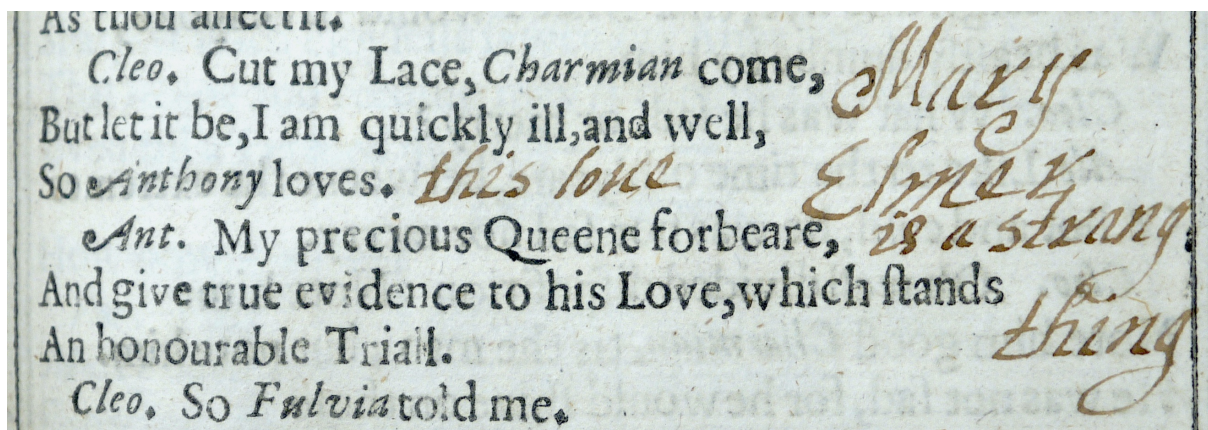 As thou affect it.
Cleo. Cut my Lace, Charmian come,
But let it be, I am quickly ill, and well,
So Anthony loves. this loue
Mary
Elmer
is a strang
thing
Ant. My precious Queene forbeare,
And give true evidence to his Love, which ſtands
An honourable Triall.
Cleo. So Fulvia told me.